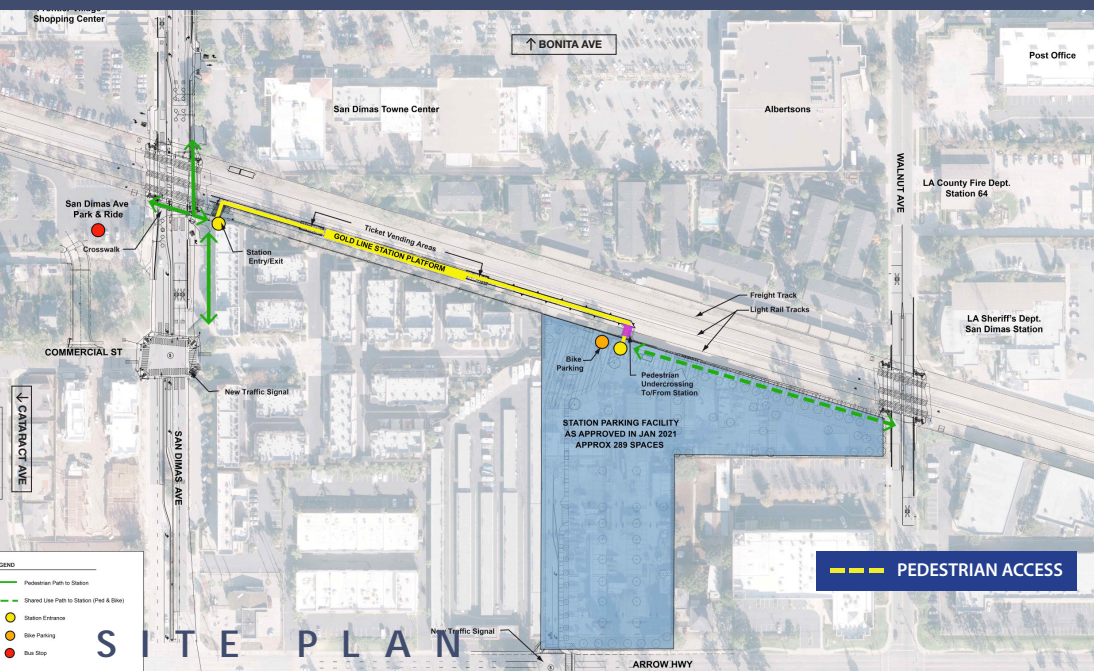 Frontier Village
Shopping Center
↑ BONITA AVE
Post Office
San Dimas Towne Center
Albertsons
WALNUT AVE
LA County Fire Dept.
Station 64
San Dimas Ave
Park & Ride
Crosswalk
Station
Entry/Exit
Ticket Vending Areas
GOLD LINE STATION PLATFORM
Freight Track
Light Rail Tracks
LA Sheriff's Dept.
San Dimas Station
COMMERCIAL ST
New Traffic Signal
Bike
Parking
Pedestrian
Undercrossing
To/From Station
← CATARACT AVE
SAN DIMAS AVE
STATION PARKING FACILITY
AS APPROVED IN JAN 2021
APPROX 289 SPACES
PEDESTRIAN ACCESS
LEGEND
Pedestrian Path to Station
Shared Use Path to Station (Ped & Bike)
Station Entrance
Bike Parking
Bus Stop
SITE PLAN
New Traffic Signal
ARROW HWY